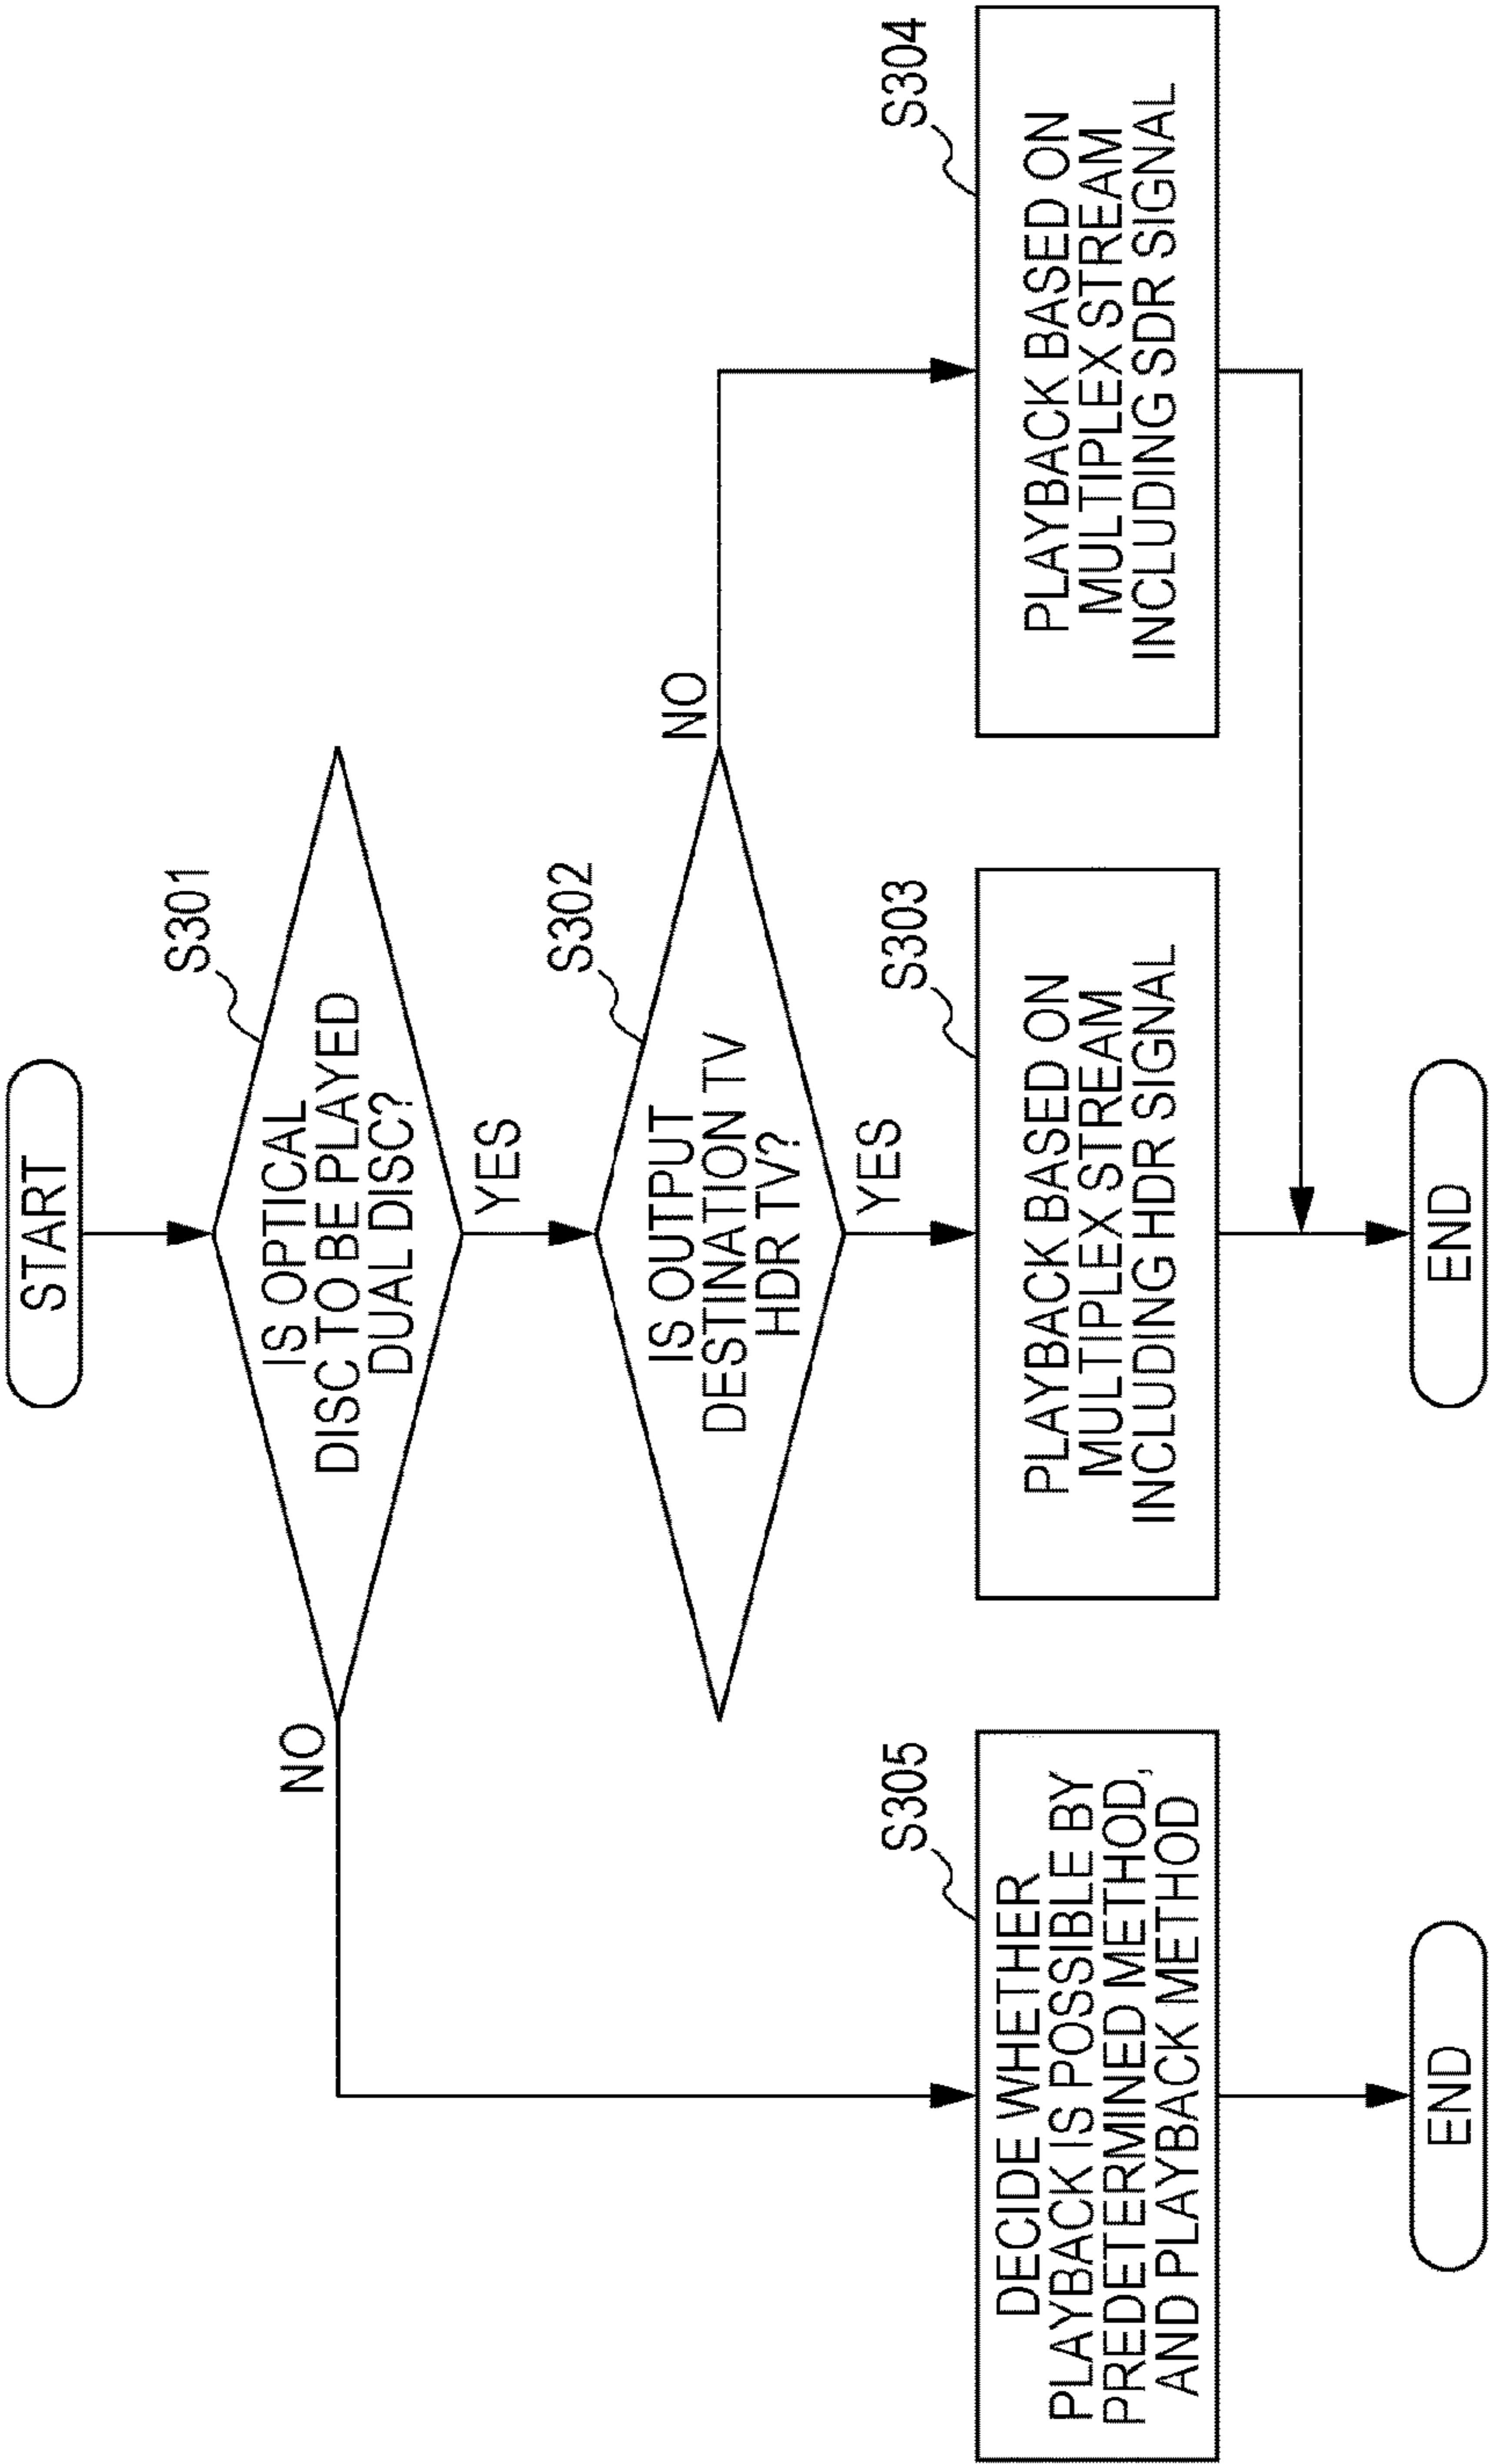 START
S301
IS OPTICAL
DISC TO BE PLAYED
DUAL DISC?
NO
YES
S302
IS OUTPUT
DESTINATION TV
HDR TV?
NO
YES
S305
DECIDE WHETHER
PLAYBACK IS POSSIBLE BY
PREDETERMINED METHOD,
AND PLAYBACK METHOD
S303
PLAYBACK BASED ON
MULTIPLEX STREAM
INCLUDING HDR SIGNAL
S304
PLAYBACK BASED ON
MULTIPLEX STREAM
INCLUDING SDR SIGNAL
END
END